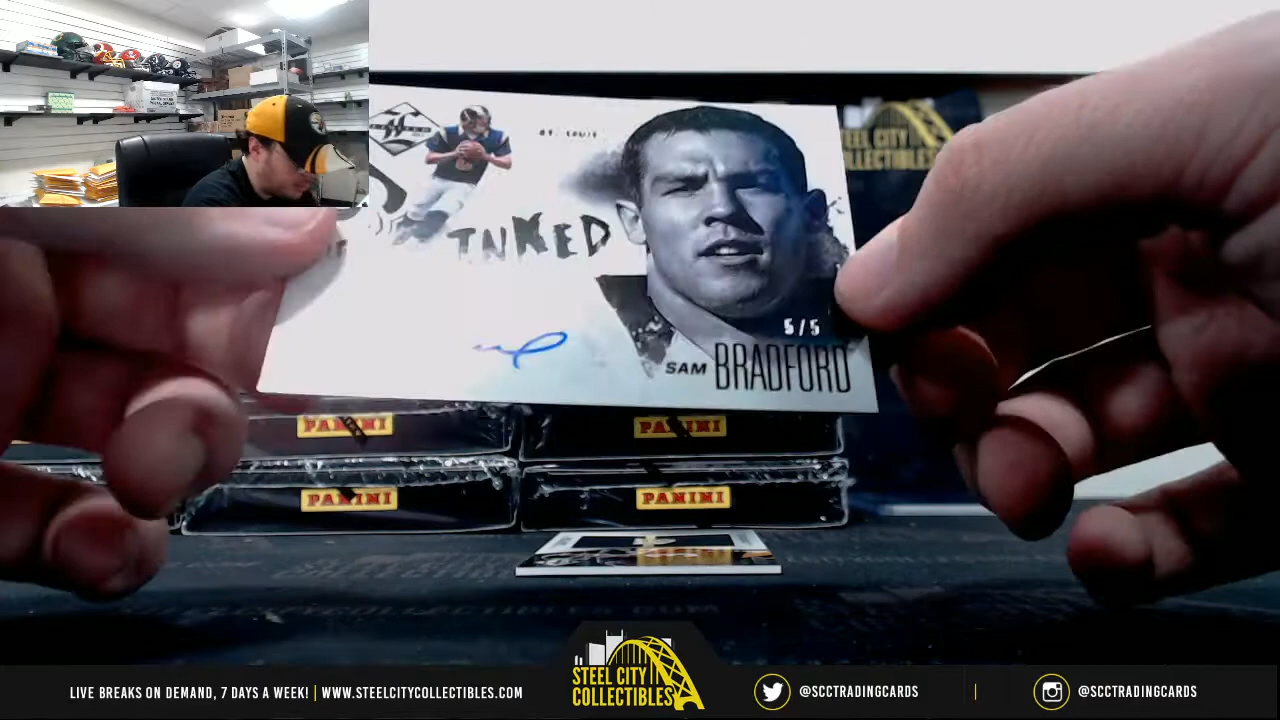 STEEL CITY
COLLECTIBLES
ST. LOUIS
INKED
5/5
SAM BRADFORD
PANINI
PANINI
PANINI
PANINI
LIVE BREAKS ON DEMAND, 7 DAYS A WEEK! | WWW.STEELCITYCOLLECTIBLES.COM
STEEL CITY
COLLECTIBLES
@SCCTRADINGCARDS
@SCCTRADINGCARDS